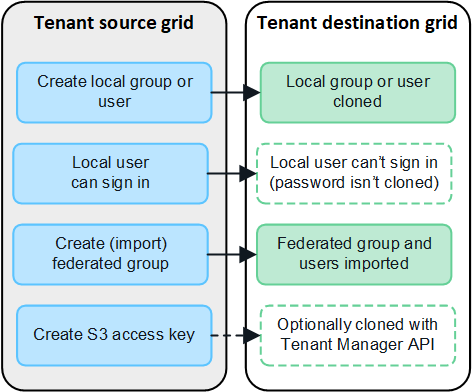 Tenant source grid
Tenant destination grid
Create local group or
user
Local group or user
cloned
Local user
can sign in
Local user can't sign in
(password isn't cloned)
Create (import)
federated group
Federated group and
users imported
Create S3 access key
Optionally cloned with
Tenant Manager API